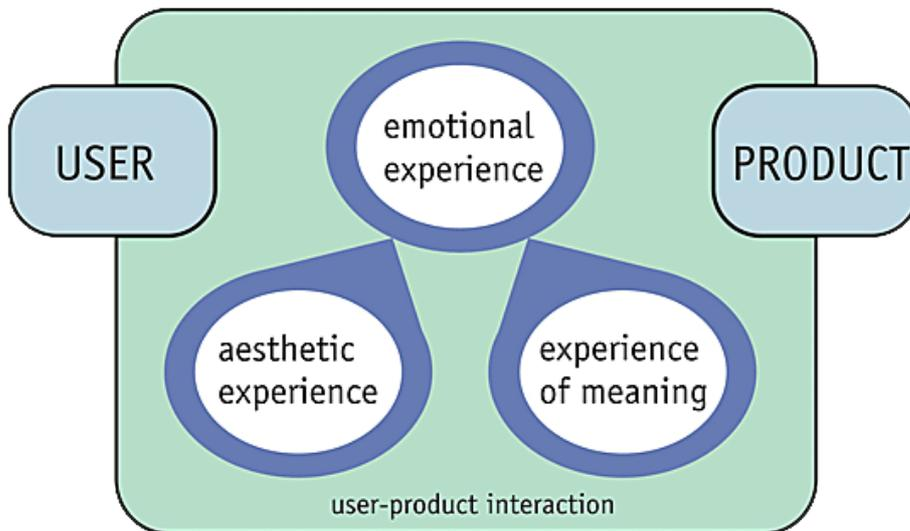 emotional
experience
USER
PRODUCT
aesthetic
experience
experience
of meaning
user-product interaction